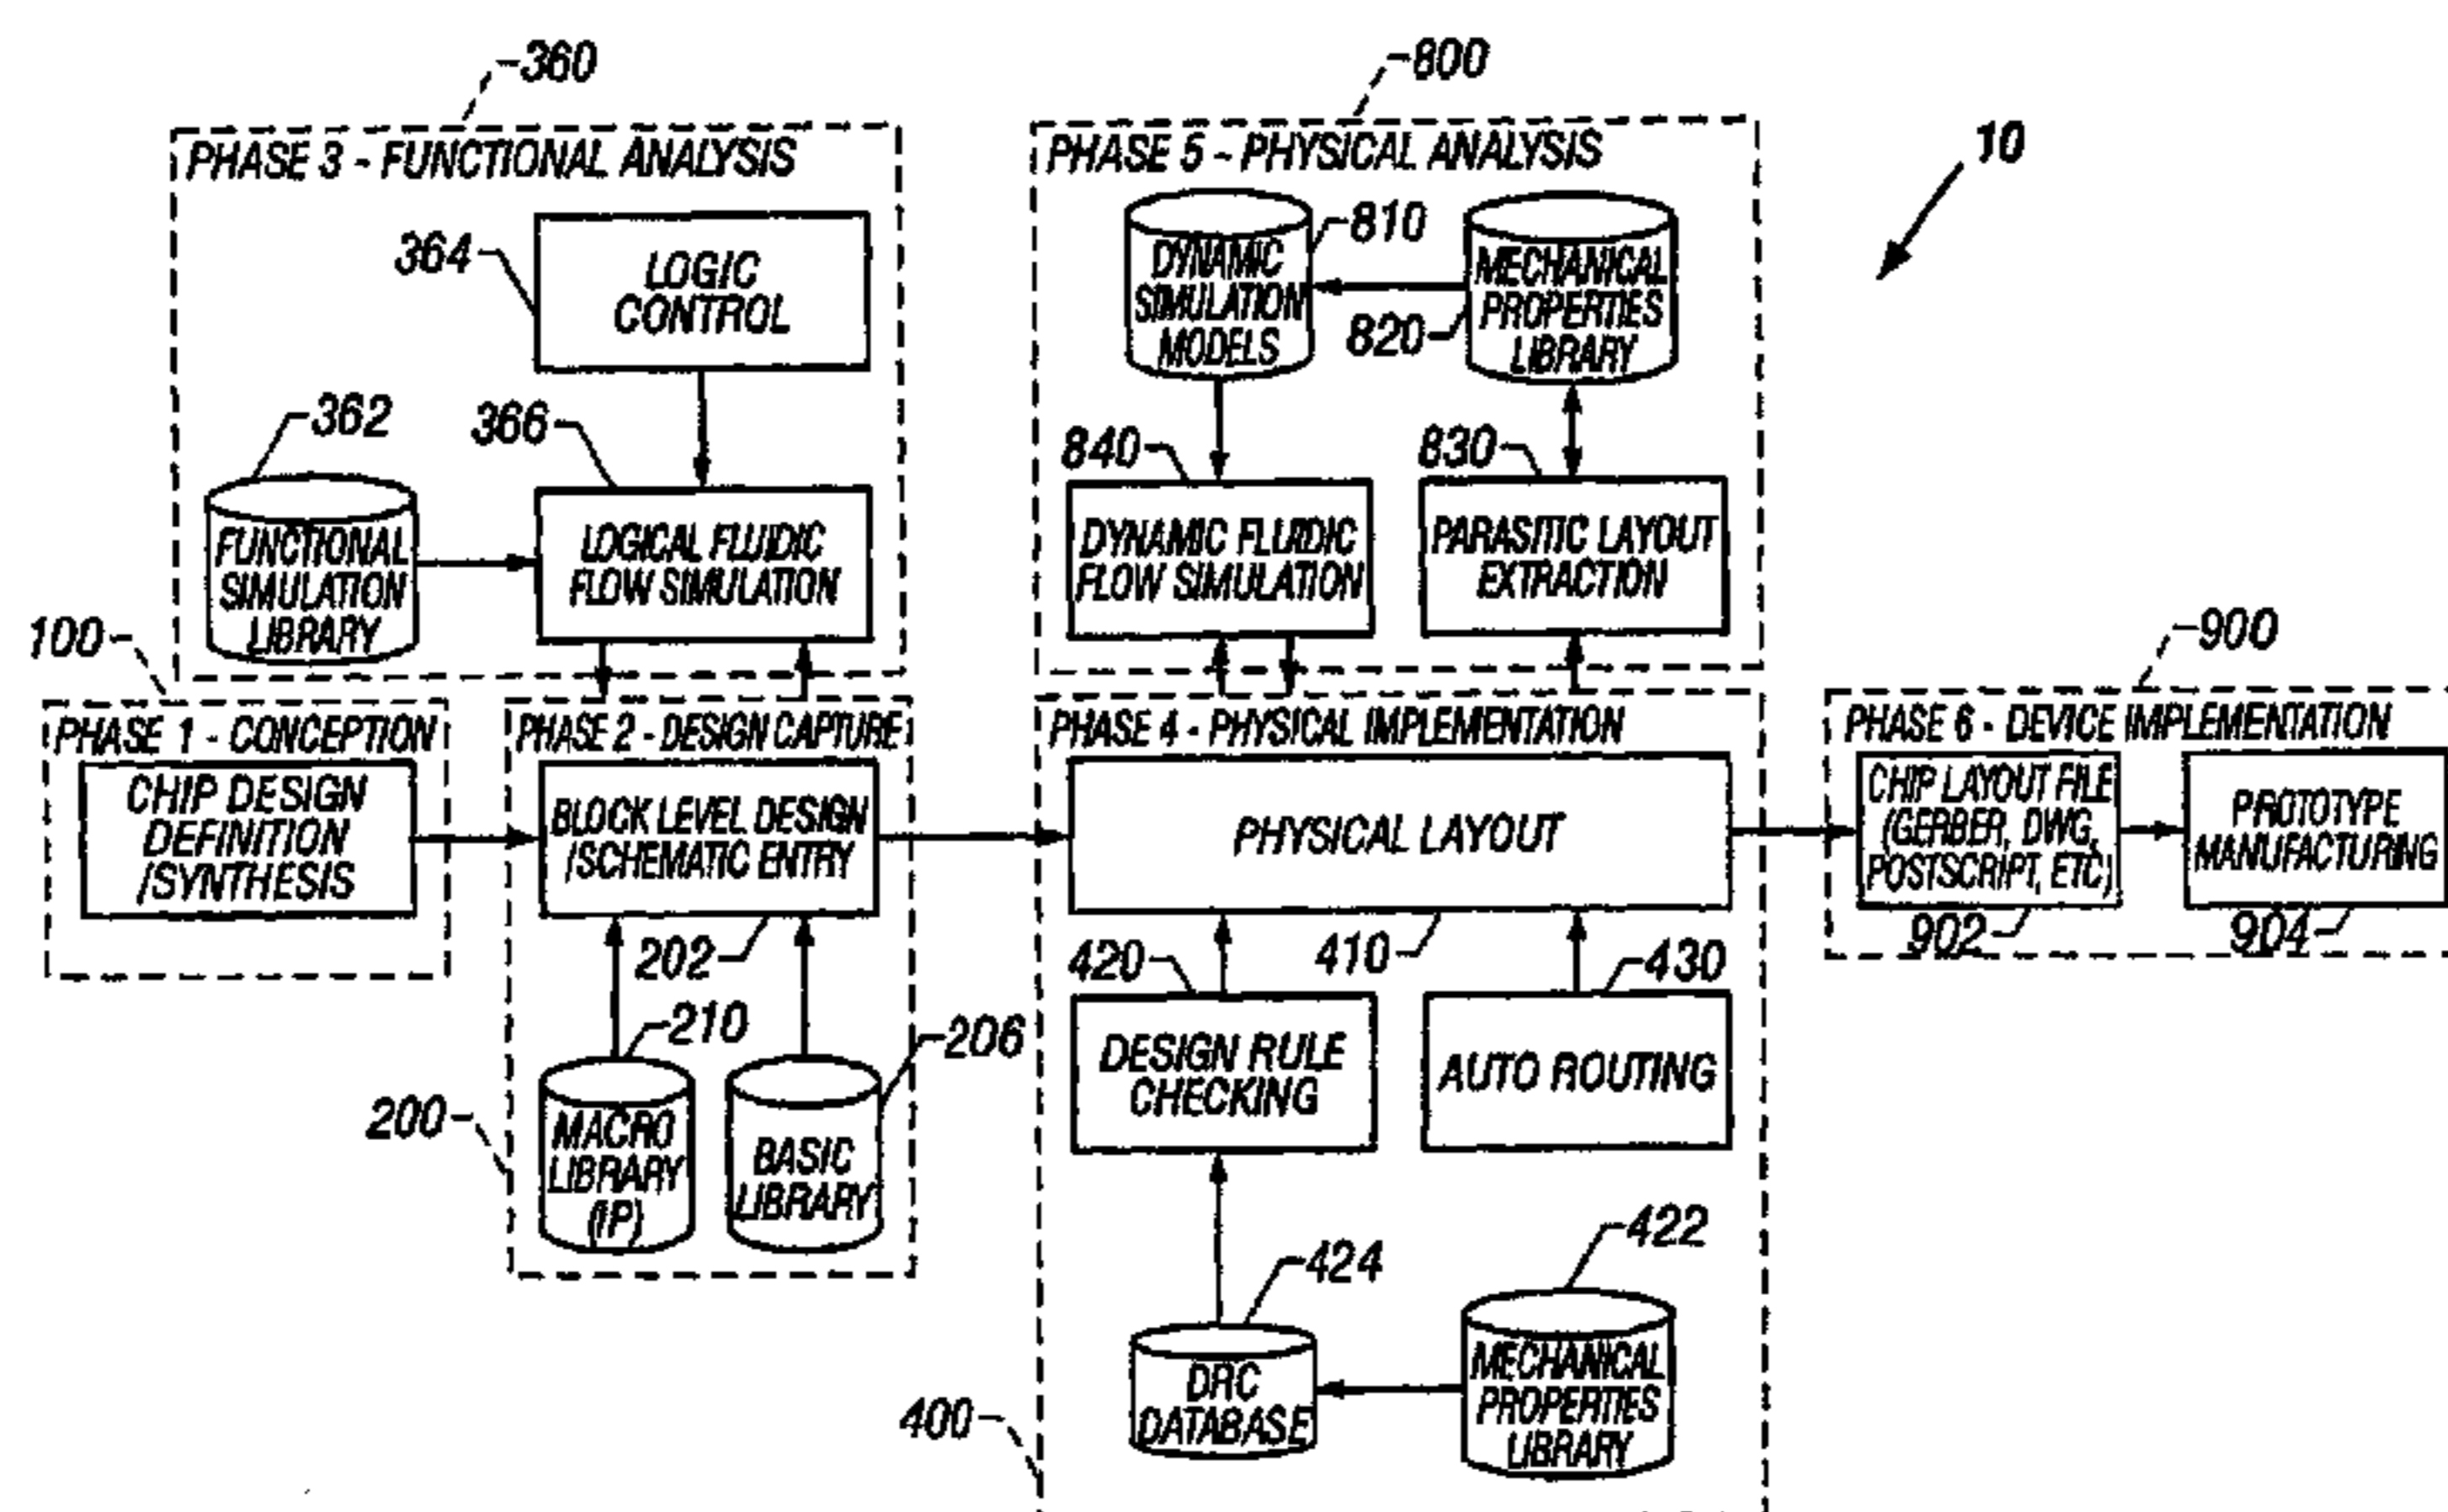 360
PHASE 3 - FUNCTIONAL ANALYSIS
364
LOGIC
CONTROL
362
366
FUNCTIONAL
SIMULATION
LIBRARY
LOGICAL FLUIDIC
FLOW SIMULATION
800
PHASE 5 - PHYSICAL ANALYSIS
10
DYNAMIC
SIMULATION
MODELS
810
820
MECHANICAL
PROPERTIES
LIBRARY
840
830
DYNAMIC FLUIDIC
FLOW SIMULATION
PARASITIC LAYOUT
EXTRACTION
100
PHASE 1 - CONCEPTION
CHIP DESIGN
DEFINITION
/SYNTHESIS
PHASE 2 - DESIGN CAPTURE
BLOCK LEVEL DESIGN
/SCHEMATIC ENTRY
202
210
206
200
MACRO
LIBRARY
(IP)
BASIC
LIBRARY
PHASE 4 - PHYSICAL IMPLEMENTATION
PHYSICAL LAYOUT
420
410
430
DESIGN RULE
CHECKING
AUTO ROUTING
424
422
DRC
DATABASE
MECHANICAL
PROPERTIES
LIBRARY
400
900
PHASE 6 - DEVICE IMPLEMENTATION
CHIP LAYOUT FILE
(GERBER, DWG,
POSTSCRIPT, ETC)
PROTOTYPE
MANUFACTURING
902
904